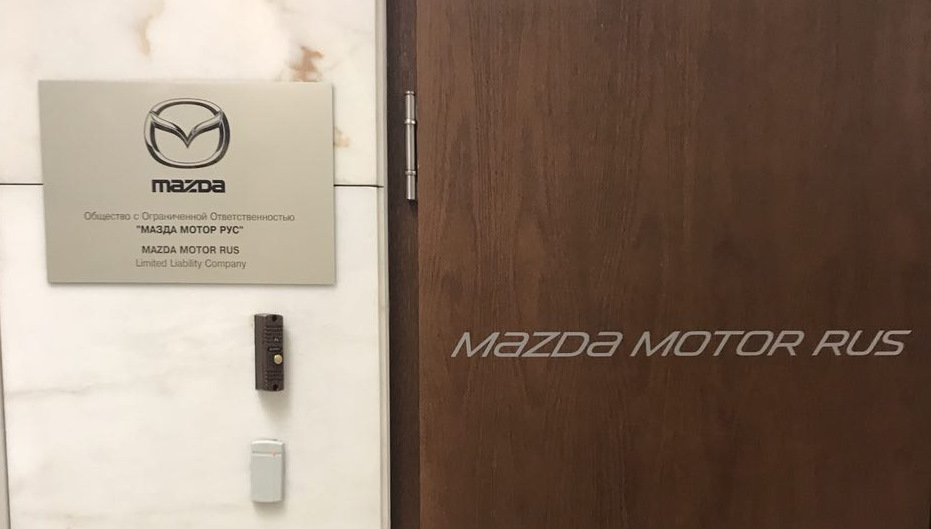 mazda
Общество с Ограниченной Ответственностью
"МАЗДА МОТОР РУС"
MAZDA MOTOR RUS
Limited Liability Company
mazda MOTOR RUS